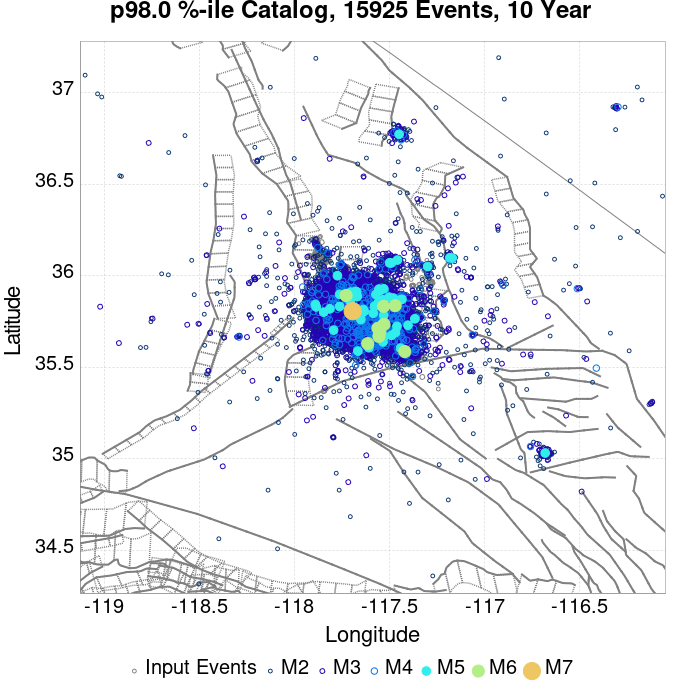 p98.0 %-ile Catalog, 15925 Events, 10 Year
37
36.5
36
35.5
35
34.5
Latitude
-119 -118.5 -118 -117.5 -117 -116.5
Longitude
Input Events M2 M3 M4 M5 M6 M7